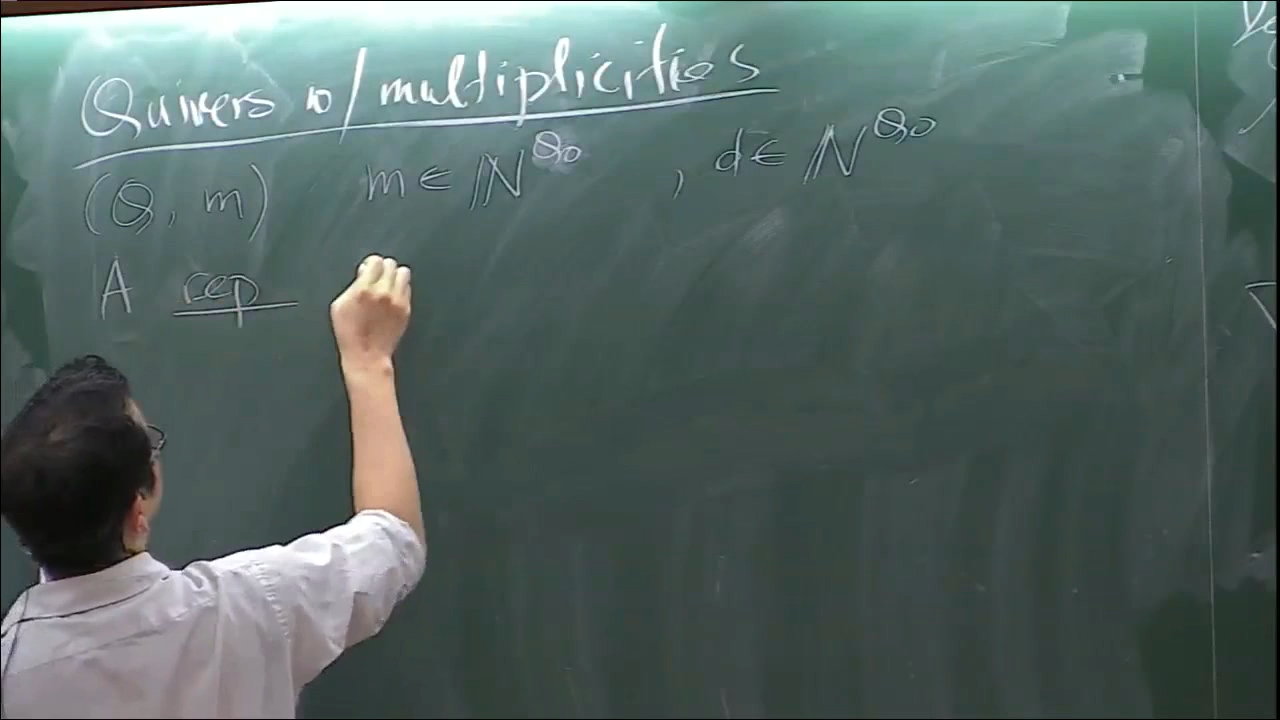 Quivers w/ multiplicities
(Q, m)   m ∈ ℕ^{Q₀} , d ∈ ℕ^{Q₀}
A rep